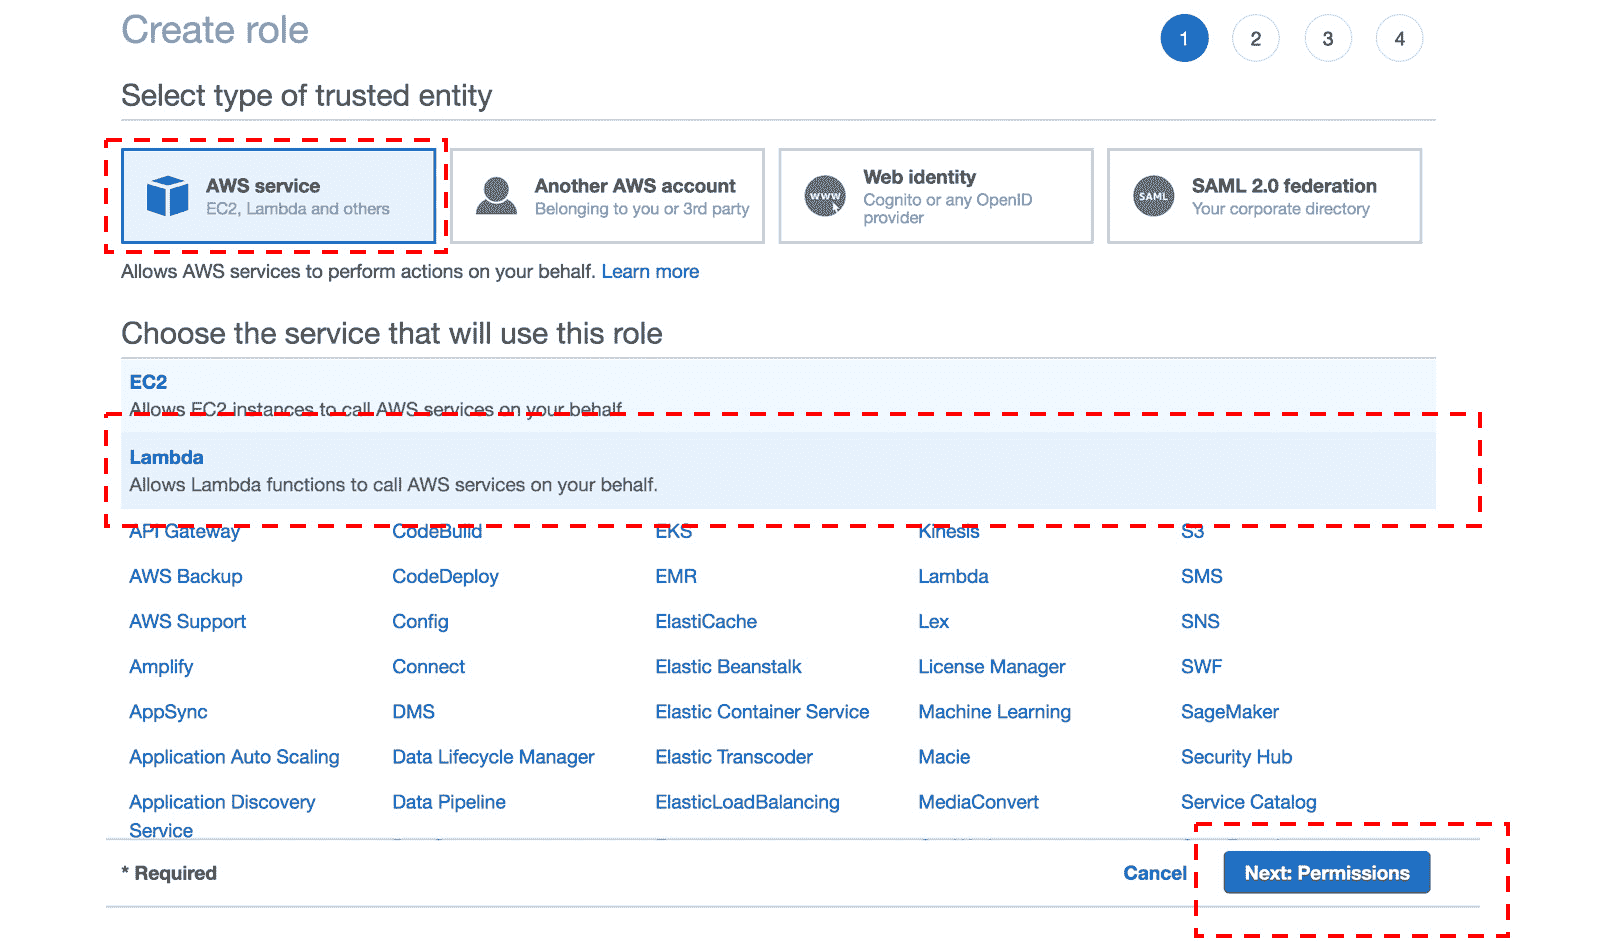 Create role
1 2 3 4
Select type of trusted entity
AWS service
EC2, Lambda and others
Another AWS account
Belonging to you or 3rd party
WWW
Web identity
Cognito or any OpenID
provider
SAML
SAML 2.0 federation
Your corporate directory
Allows AWS services to perform actions on your behalf. Learn more
Choose the service that will use this role
EC2
Allows EC2 instances to call AWS services on your behalf.
Lambda
Allows Lambda functions to call AWS services on your behalf.
API Gateway CodeBuild EKS Kinesis S3
AWS Backup CodeDeploy EMR Lambda SMS
AWS Support Config ElastiCache Lex SNS
Amplify Connect Elastic Beanstalk License Manager SWF
AppSync DMS Elastic Container Service Machine Learning SageMaker
Application Auto Scaling Data Lifecycle Manager Elastic Transcoder Macie Security Hub
Application Discovery Data Pipeline ElasticLoadBalancing MediaConvert Service Catalog
Service
* Required
Cancel
Next: Permissions